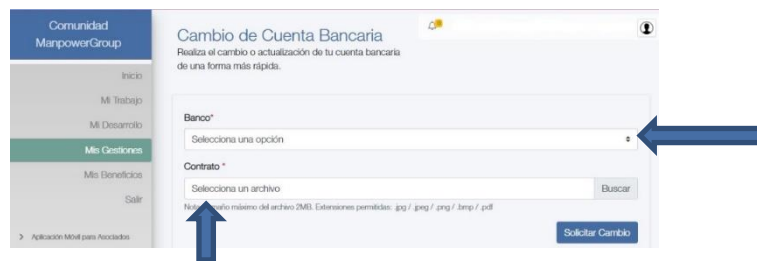 Comunidad
ManpowerGroup
Inicio
Mi Trabajo
Mi Desarrollo
Mis Gestiones
Mis Beneficios
Salir
Aplicación Móvil para Asociados
Cambio de Cuenta Bancaria
Realiza el cambio o actualización de tu cuenta bancaria
de una forma más rápida.
Banco*
Selecciona una opción
Contrato *
Selecciona un archivo
Buscar
máximo del archivo 2MB. Extensiones permitidas: .jpg / .jpeg / .png / .bmp / .pdf
Solicitar Cambio